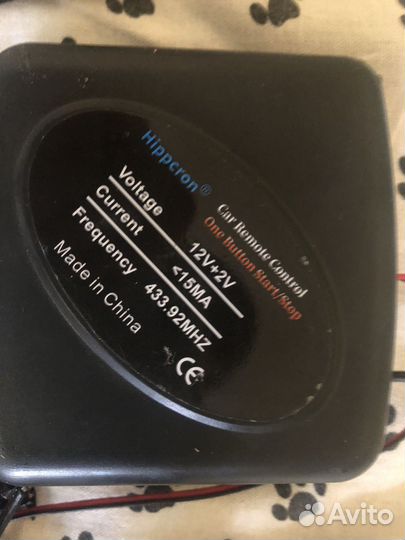 Hippcron®
Car Remote Control
One Button Start/Stop
Voltage 12V+2V
Current <15MA
Frequency 433.92MHZ
Made in China
CE
Avito